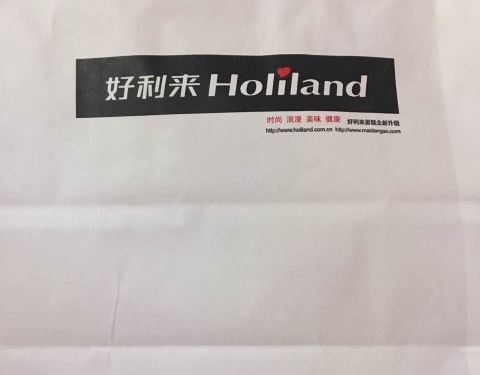 好利来 Holiland
时尚 浪漫 美味 健康 好利来蛋糕全新升级
http://www.holiland.com.cn http://www.maidangao.com